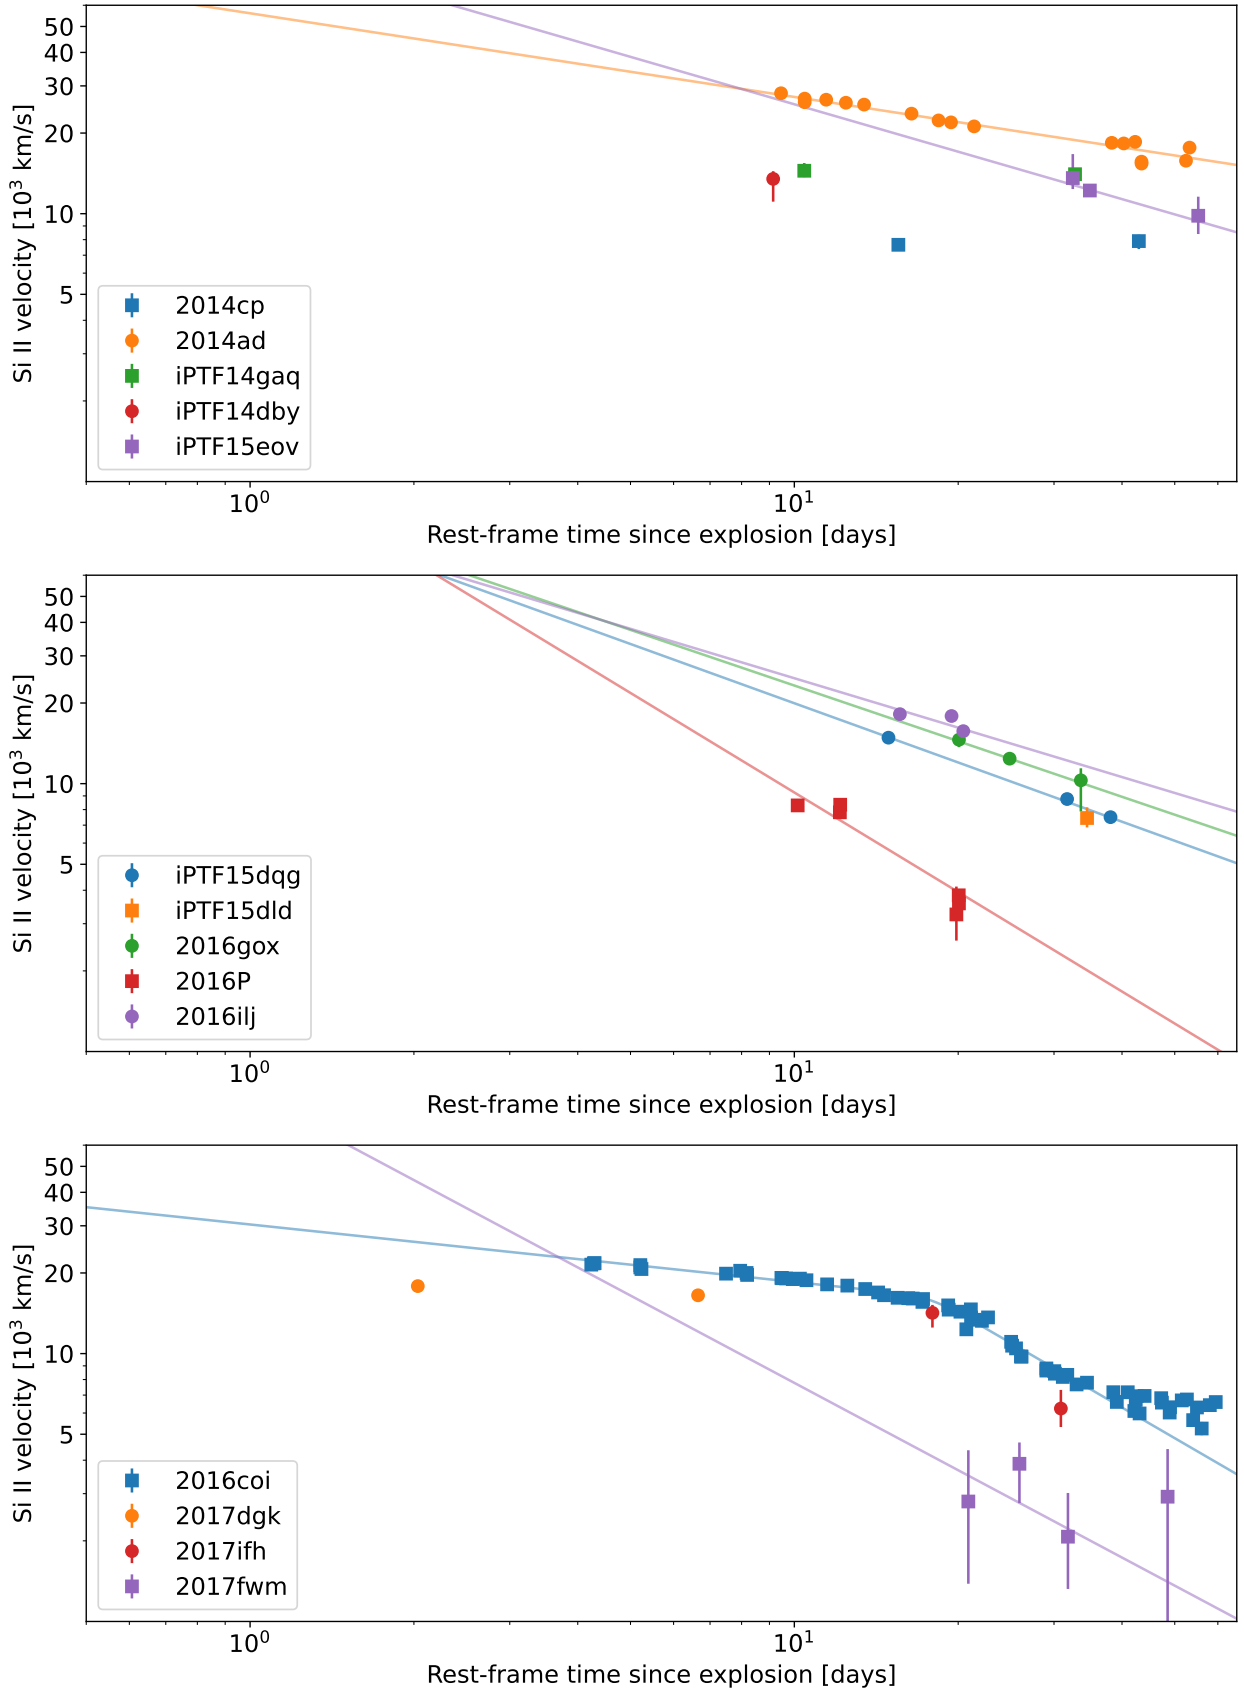 50
40
30
20
10
5
Si II velocity [10³ km/s]
2014cp
2014ad
iPTF14gaq
iPTF14dby
iPTF15eov
10⁰
10¹
Rest-frame time since explosion [days]
50
40
30
20
10
5
Si II velocity [10³ km/s]
iPTF15dqg
iPTF15dld
2016gox
2016P
2016ilj
10⁰
10¹
Rest-frame time since explosion [days]
50
40
30
20
10
5
Si II velocity [10³ km/s]
2016coi
2017dgk
2017ifh
2017fwm
10⁰
10¹
Rest-frame time since explosion [days]